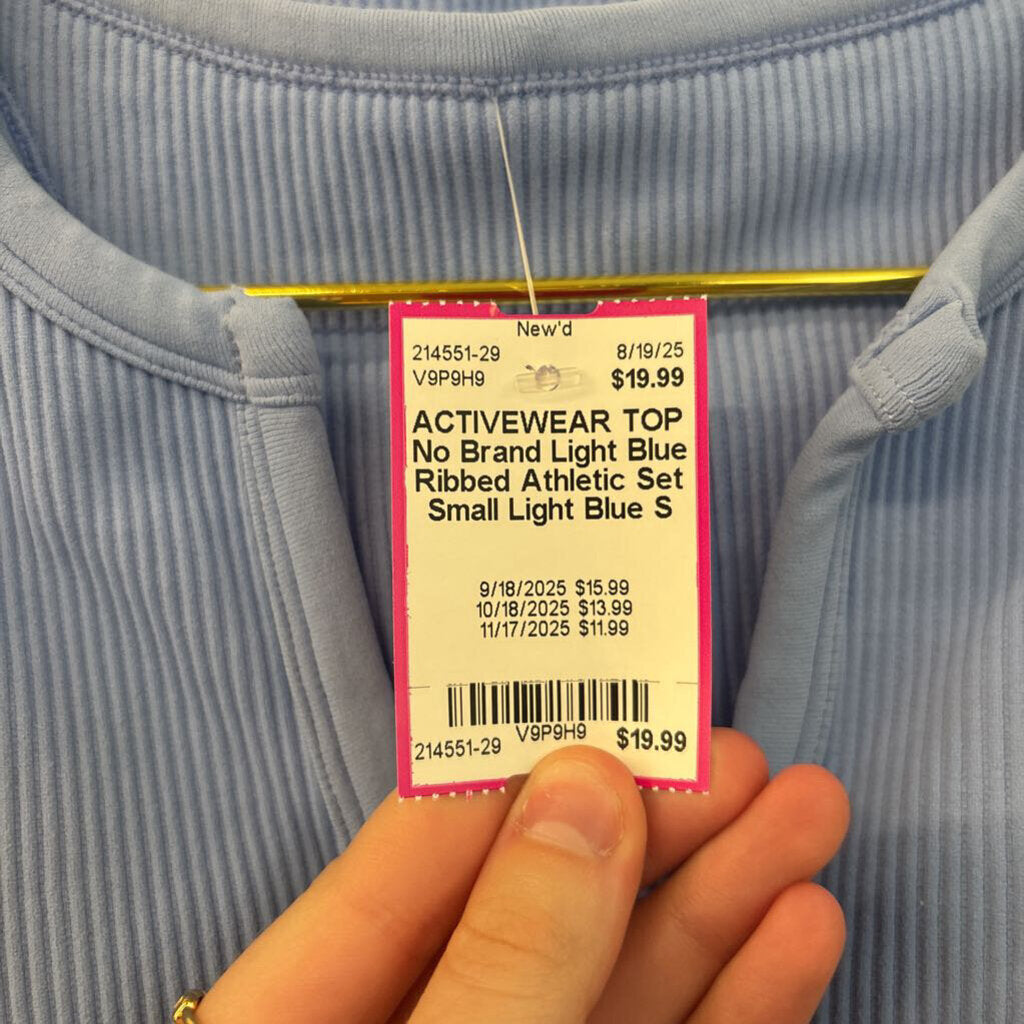 New'd
214551-29 8/19/25
V9P9H9 $19.99
ACTIVEWEAR TOP
No Brand Light Blue
Ribbed Athletic Set
Small Light Blue S
9/18/2025 $15.99
10/18/2025 $13.99
11/17/2025 $11.99
214551-29 V9P9H9 $19.99